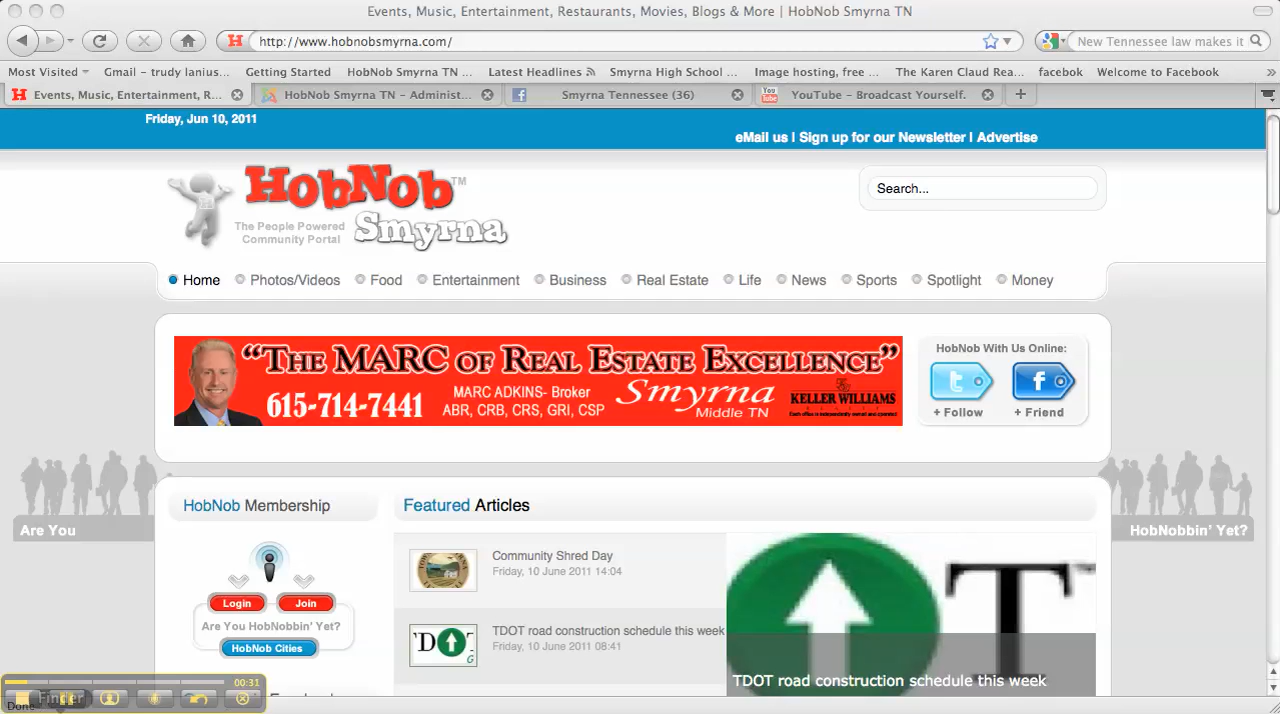 Events, Music, Entertainment, Restaurants, Movies, Blogs & More | HobNob Smyrna TN
http://www.hobnobsmyrna.com/
New Tennessee law makes it
Most Visited
Gmail – trudy lanius...
Getting Started
HobNob Smyrna TN ...
Latest Headlines
Smyrna High School ...
Image hosting, free ...
The Karen Claud Rea...
facebok
Welcome to Facebook
Events, Music, Entertainment, R...
HobNob Smyrna TN – Administ...
Smyrna Tennessee (36)
You Tube
YouTube – Broadcast Yourself.
Friday, Jun 10, 2011
eMail us | Sign up for our Newsletter | Advertise
HobNob™
Smyrna
The People Powered
Community Portal
Search...
Home
Photos/Videos
Food
Entertainment
Business
Real Estate
Life
News
Sports
Spotlight
Money
"The MARC of Real Estate Excellence"
615-714-7441
MARC ADKINS- Broker
ABR, CRB, CRS, GRI, CSP
Smyrna
Middle TN
KELLER WILLIAMS
HobNob With Us Online:
+ Follow
+ Friend
Are You
HobNobbin' Yet?
HobNob Membership
Login
Join
Are You HobNobbin' Yet?
HobNob Cities
Featured Articles
Community Shred Day
Friday, 10 June 2011 14:04
TDOT road construction schedule this week
Friday, 10 June 2011 08:41
TDOT road construction schedule this week
00:31
Finder
Done